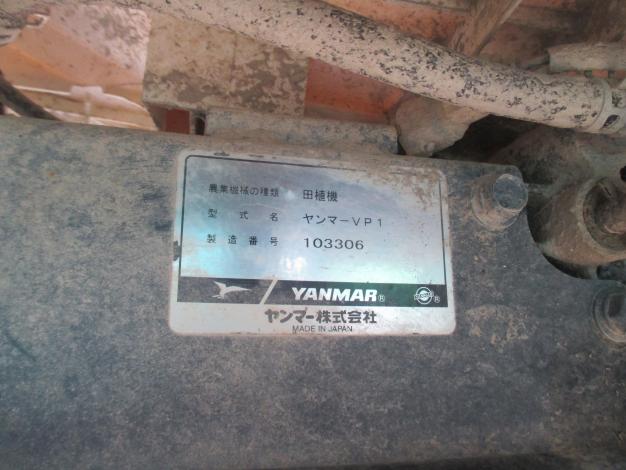 農業機械の種類 田植機
型式名 ヤンマーVP1
製造番号 103306
YANMAR® ®
ヤンマー株式会社
MADE IN JAPAN